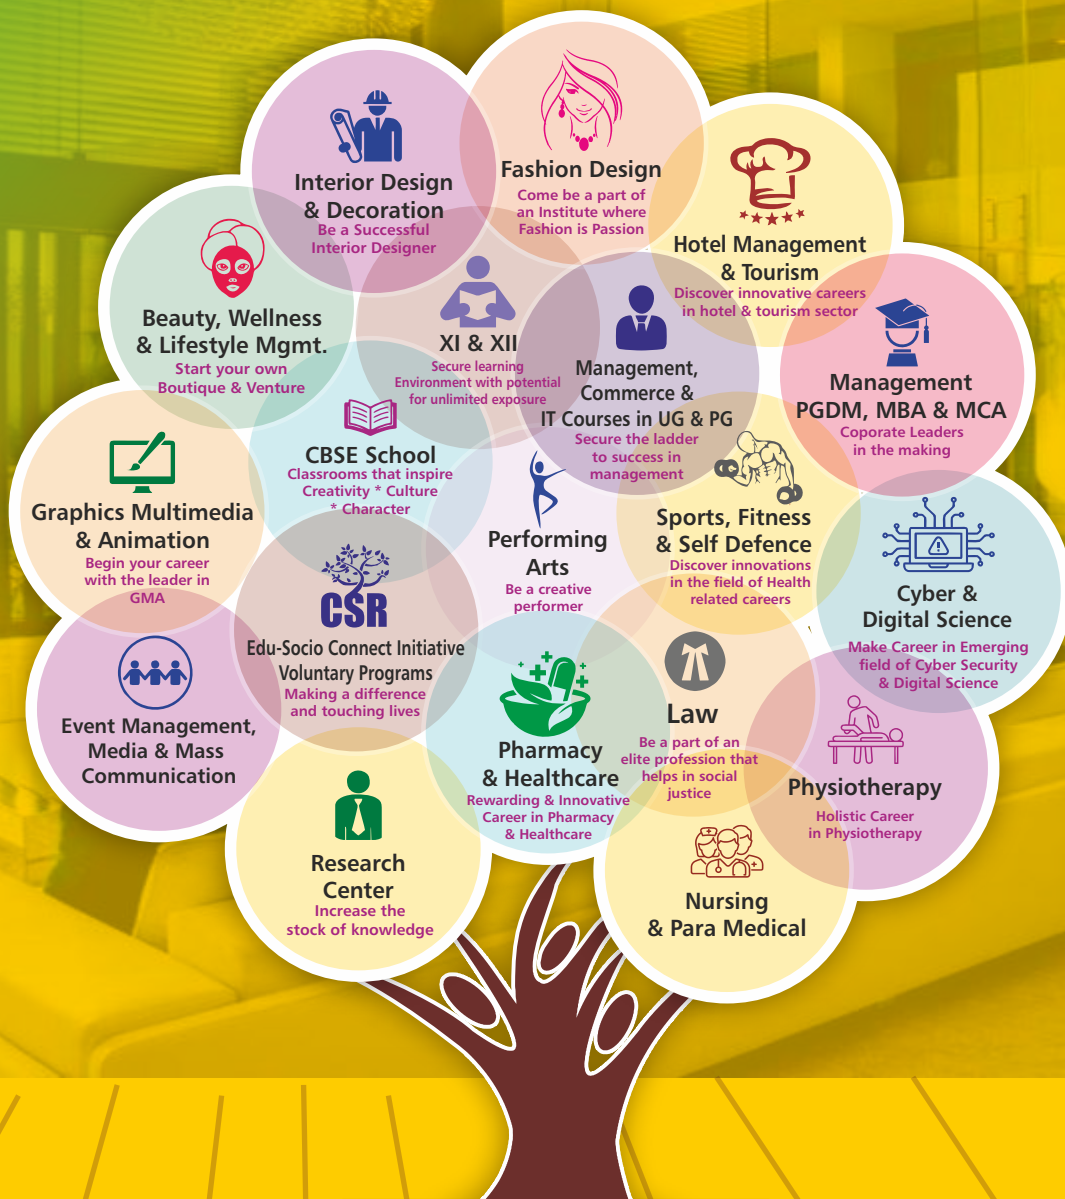 Interior Design
& Decoration
Be a Successful
Interior Designer
Fashion Design
Come be a part of
an Institute where
Fashion is Passion
Hotel Management
& Tourism
Discover innovative careers
in hotel & tourism sector
Beauty, Wellness
& Lifestyle Mgmt.
Start your own
Boutique & Venture
XI & XII
Secure learning
Environment with potential
for unlimited exposure
Management,
Commerce &
IT Courses in UG & PG
Secure the ladder
to success in
management
Management
PGDM, MBA & MCA
Coporate Leaders
in the making
CBSE School
Classrooms that inspire
Creativity * Culture
* Character
Graphics Multimedia
& Animation
Begin your career
with the leader in
GMA
Performing
Arts
Be a creative
performer
Sports, Fitness
& Self Defence
Discover innovations
in the field of Health
related careers
Cyber &
Digital Science
Make Career in Emerging
field of Cyber Security
& Digital Science
CSR
Edu-Socio Connect Initiative
Voluntary Programs
Making a difference
and touching lives
Event Management,
Media & Mass
Communication
Pharmacy
& Healthcare
Rewarding & Innovative
Career in Pharmacy
& Healthcare
Law
Be a part of an
elite profession that
helps in social
justice
Physiotherapy
Holistic Career
in Physiotherapy
Research
Center
Increase the
stock of knowledge
Nursing
& Para Medical